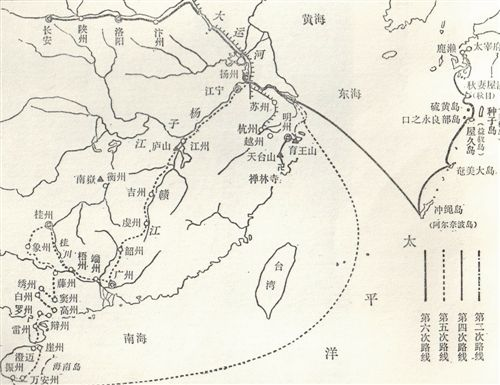 黄海
大运河
长安
陕州
洛阳
汴州
扬州
江宁
苏州
东海
杭州
明州
越州
育王山
天台山
禅林寺
扬子江
庐山
江州
南嶽
衡州
吉州
赣江
虔州
桂州
象州
桂江
韶州
梧州
端州
广州
藤州
绣州
白州
罗州
窦州
高州
辩州
雷州
崖州
澄迈
海南岛
振州
万安州
南海
台湾
太平洋
鹿濑
太宰府
秋妻屋浦
(秋目)
硫黄岛
口之永良部岛
种子岛
(益救岛)
屋久岛
奄美大岛
冲绳岛
(阿尔奈波岛)
第二次路线
第四次路线
第五次路线
第六次路线